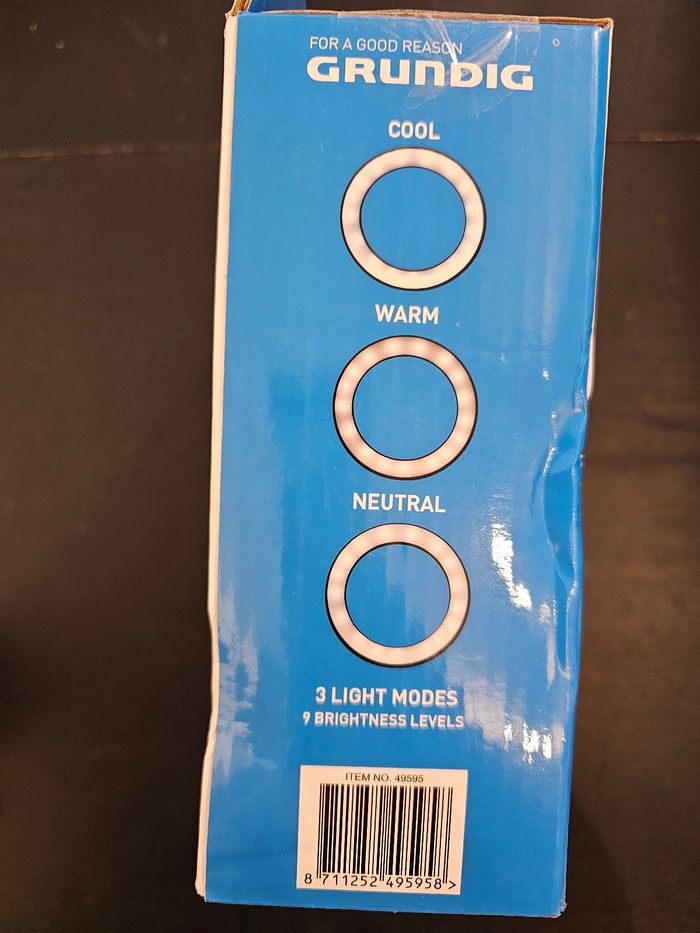 FOR A GOOD REASON
GRUNDIG
COOL
WARM
NEUTRAL
3 LIGHT MODES
9 BRIGHTNESS LEVELS
ITEM NO. 49595
8 711252 495958 >